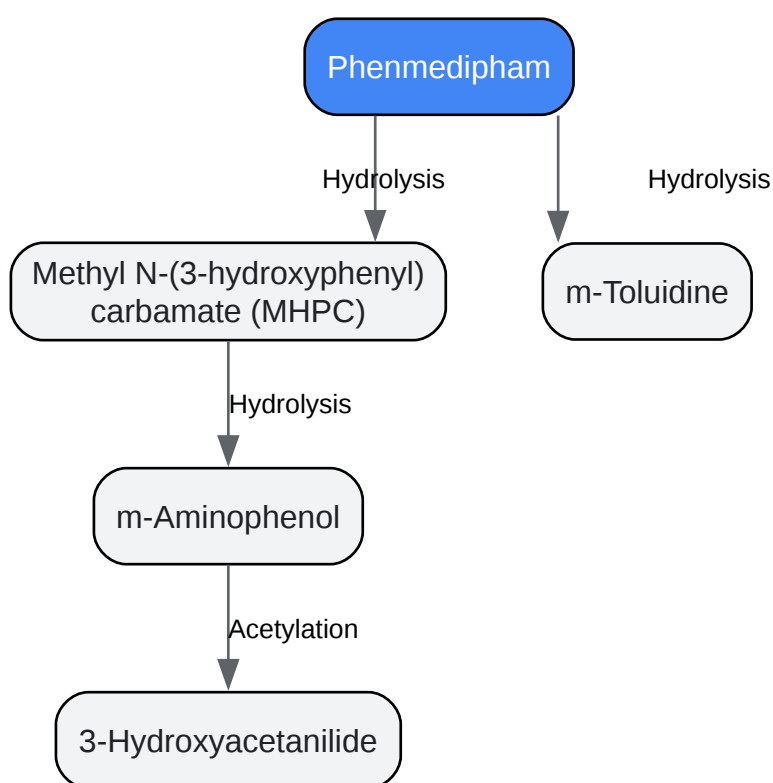 Phenmedipham
Hydrolysis
Hydrolysis
Methyl N-(3-hydroxyphenyl)
carbamate (MHPC)
m-Toluidine
Hydrolysis
m-Aminophenol
Acetylation
3-Hydroxyacetanilide